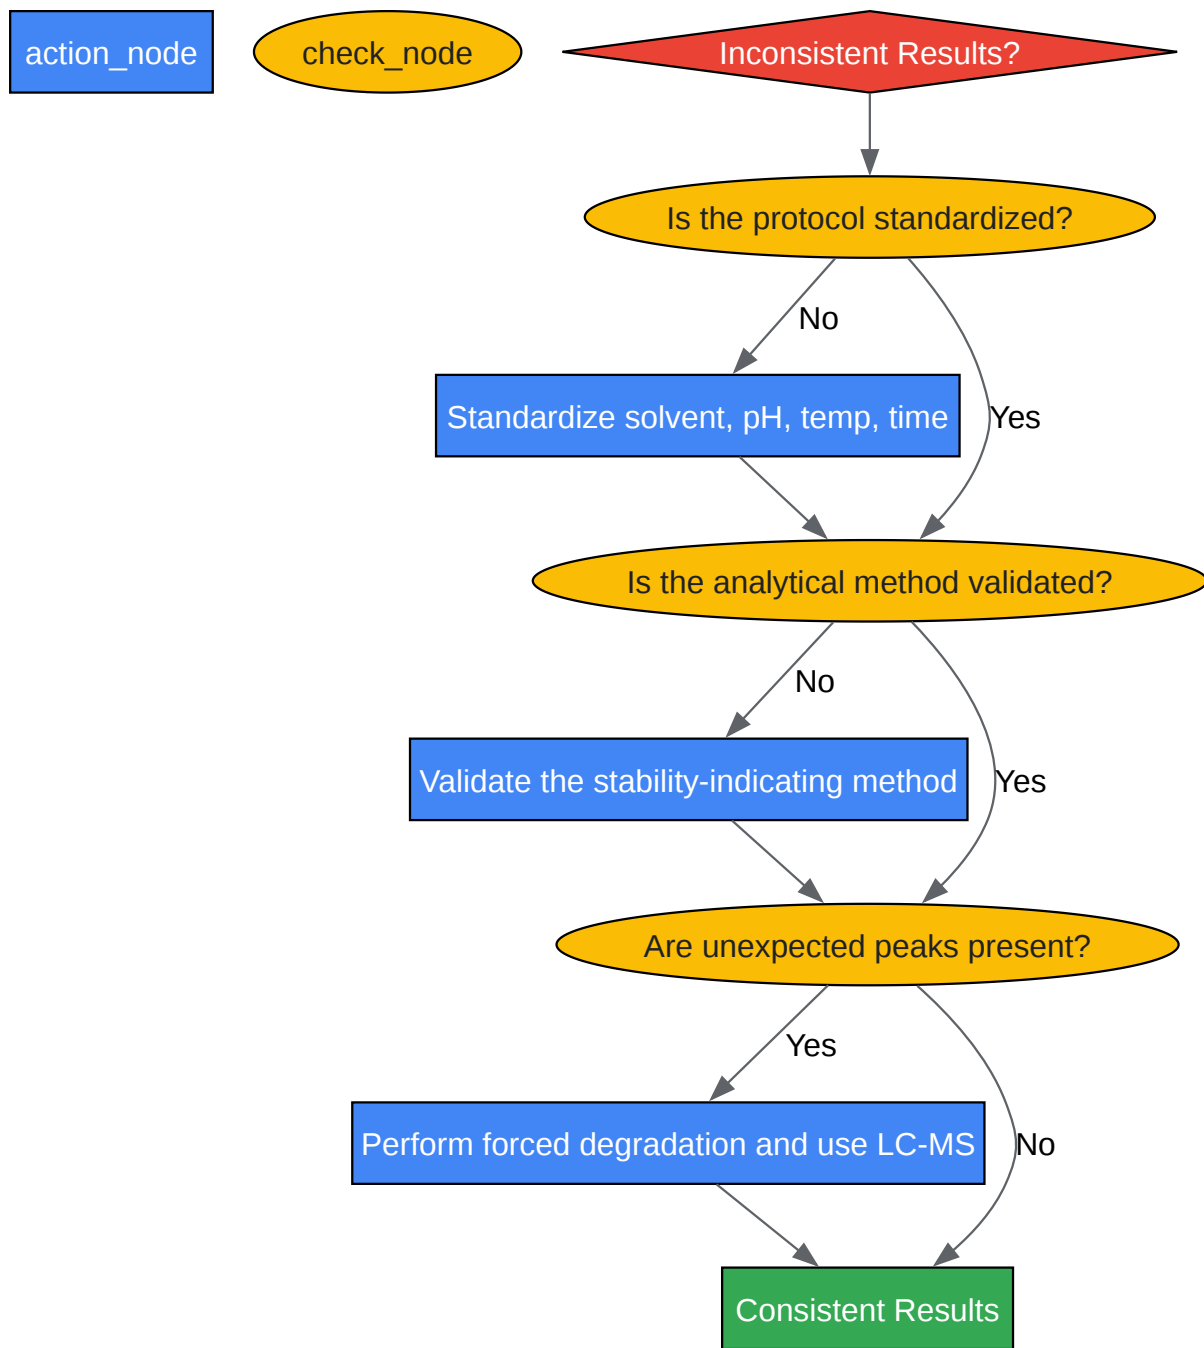 action_node
check_node
Inconsistent Results?
Is the protocol standardized?
No
Standardize solvent, pH, temp, time
Yes
Is the analytical method validated?
No
Validate the stability-indicating method
Yes
Are unexpected peaks present?
Yes
Perform forced degradation and use LC-MS
No
Consistent Results